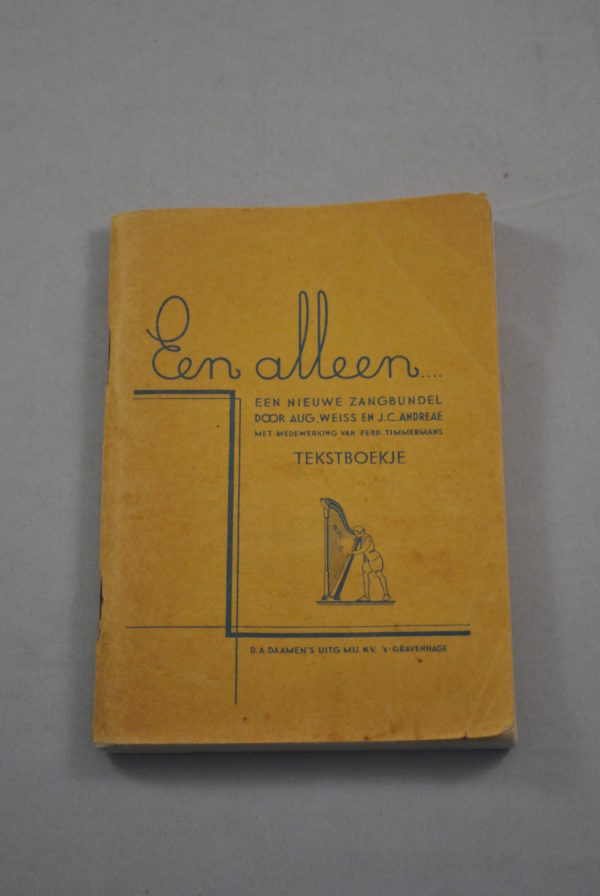 Een alleen....
EEN NIEUWE ZANGBUNDEL
DOOR AUG. WEISS EN J.C. ANDREAE
MET MEDEWERKING VAN FERD. TIMMERMANS
TEKSTBOEKJE
D.A. DAAMEN'S UITG MIJ N.V. 's-GRAVENHAGE